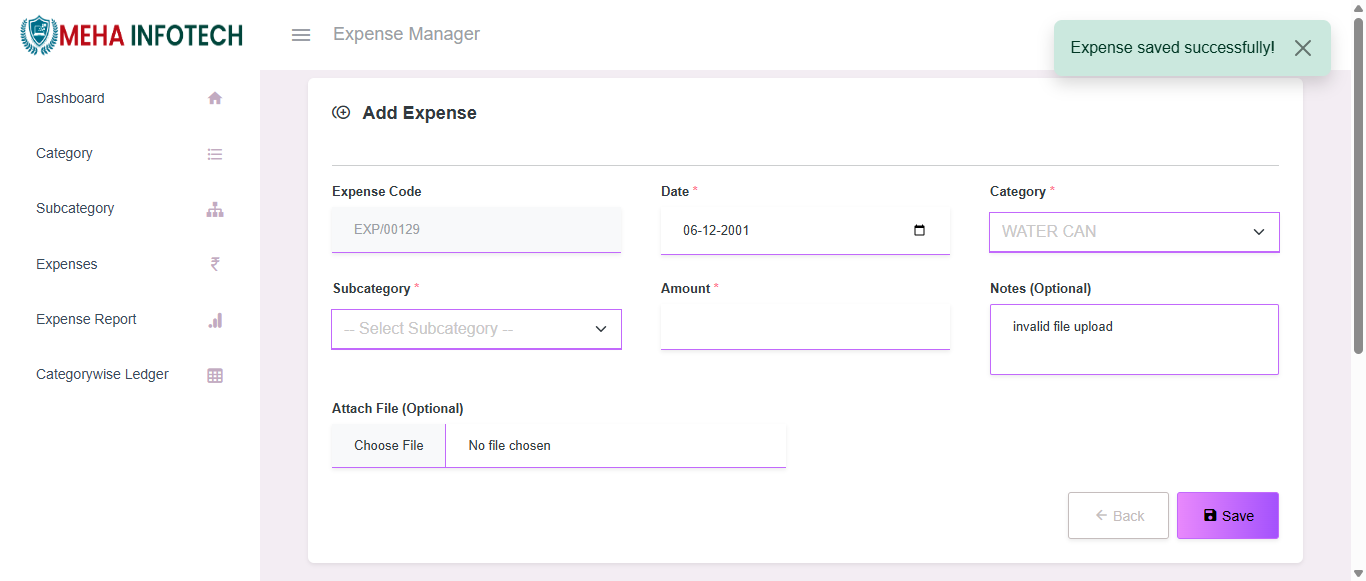 MEHA INFOTECH
Expense Manager
Expense saved successfully!
Dashboard
Category
Subcategory
Expenses
₹
Expense Report
Categorywise Ledger
Add Expense
Expense Code
Date *
Category *
EXP/00129
06-12-2001
WATER CAN
Subcategory *
Amount *
Notes (Optional)
-- Select Subcategory --
invalid file upload
Attach File (Optional)
Choose File
No file chosen
Back
Save